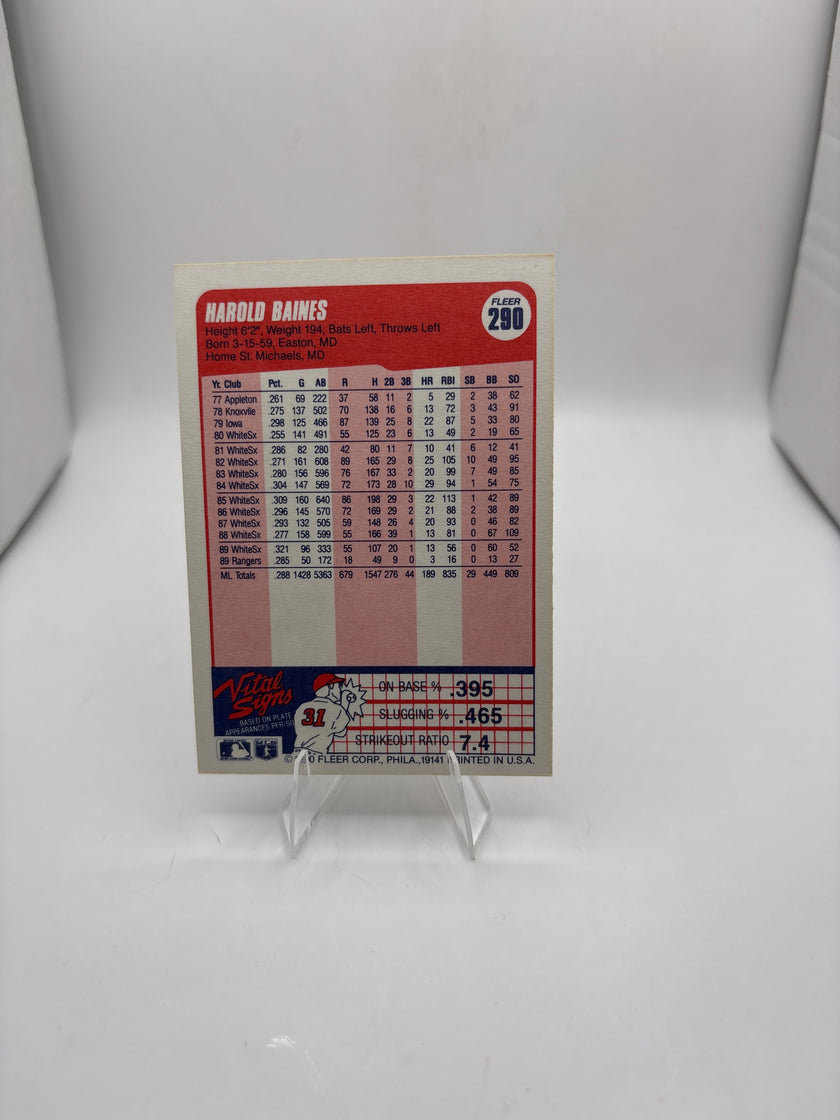 HAROLD BAINES
FLEER
290
Height 6'2", Weight 194, Bats Left, Throws Left
Born 3-15-59, Easton, MD
Home St. Michaels, MD
Yr. Club Pct. G AB R H 2B 3B HR RBI SB BB SO
77 Appleton .261 69 222 37 58 11 2 5 29 2 38 62
78 Knoxville .275 137 502 70 138 16 6 13 72 3 43 91
79 Iowa .298 125 466 87 139 25 8 22 87 5 33 80
80 WhiteSx .255 141 491 55 125 23 6 13 49 2 19 65
81 WhiteSx .286 82 280 42 80 11 7 10 41 6 12 41
82 WhiteSx .271 161 608 89 165 29 8 25 105 10 49 95
83 WhiteSx .280 156 596 76 167 33 2 20 99 7 49 85
84 WhiteSx .304 147 569 72 173 28 10 29 94 1 54 75
85 WhiteSx .309 160 640 86 198 29 3 22 113 1 42 89
86 WhiteSx .296 145 570 72 169 29 2 21 88 2 38 89
87 WhiteSx .293 132 505 59 148 26 4 20 93 0 46 82
88 WhiteSx .277 158 599 55 166 39 1 13 81 0 67 109
89 WhiteSx .321 96 333 55 107 20 1 13 56 0 60 52
89 Rangers .285 50 172 18 49 9 0 3 16 0 13 27
ML Totals .288 1428 5363 679 1547 276 44 189 835 29 449 809
Vital Signs
BASED ON PLATE
APPEARANCES PER SO
31
ON BASE % .395
SLUGGING % .465
STRIKEOUT RATIO 7.4
© FLEER CORP., PHILA., 19141 PRINTED IN U.S.A.